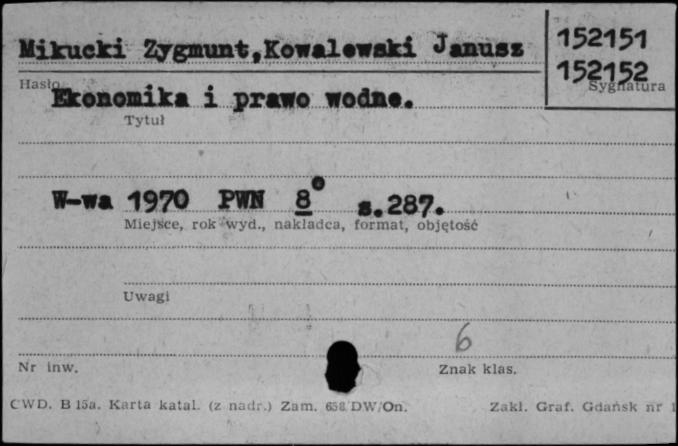 Mikucki Zygmunt,Kowalewski Janusz
152151
152152
Hasło
Sygnatura
Ekonomika i prawo wodne.
Tytuł
W-wa 1970 PWN 8° s.287.
Miejsce, rok wyd., nakładca, format, objętość
Uwagi
6
Nr inw.
Znak klas.
CWD. B 15a. Karta katal. (z nadr.) Zam. 658/DW/On.
Zakł. Graf. Gdańsk nr 1